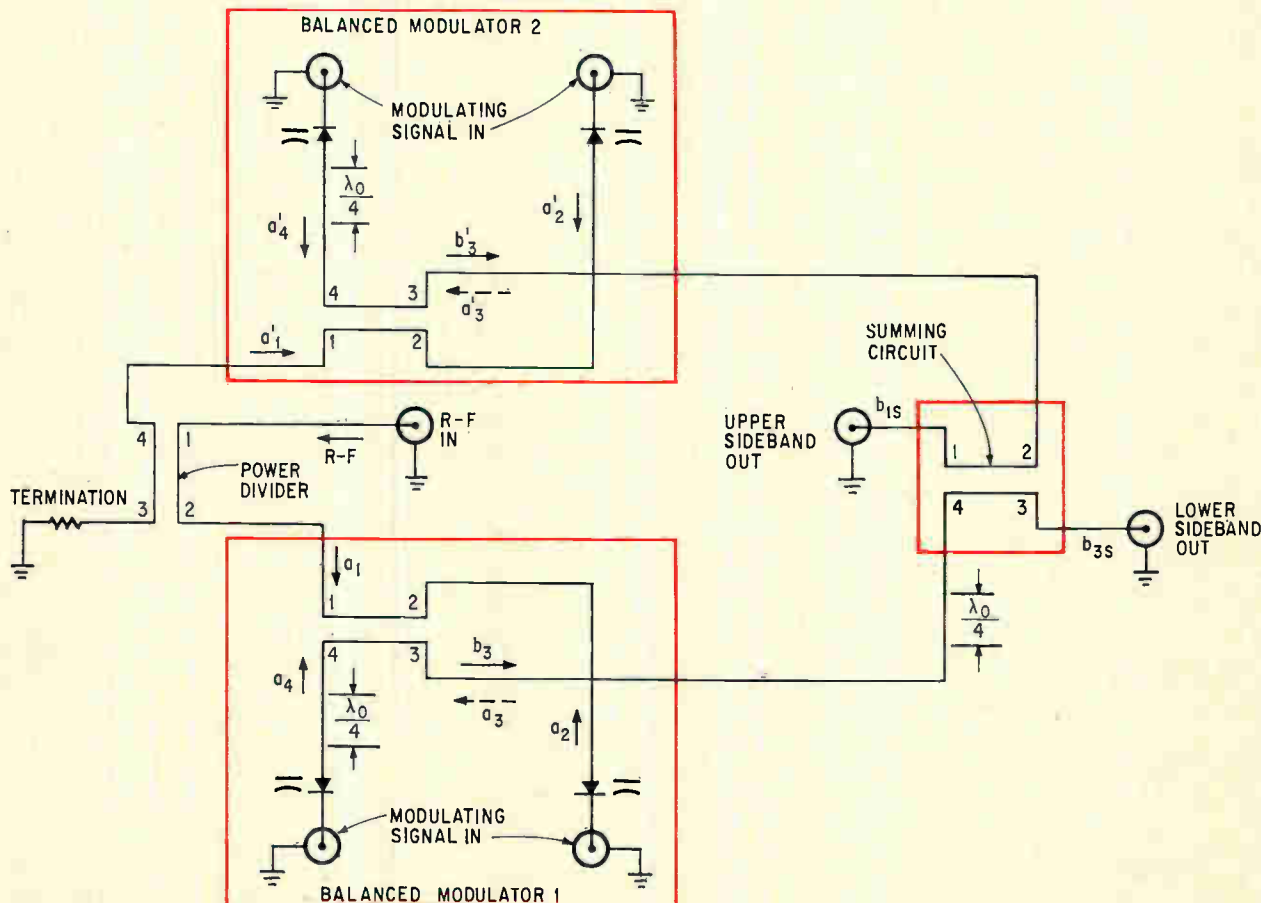 BALANCED MODULATOR 2
MODULATING
SIGNAL IN
λ0
4
a'4
a'2
b'3
a'3
4 3
1 2
a'1
SUMMING
CIRCUIT
4 1
R-F
IN
R-F
POWER
DIVIDER
TERMINATION
3 2
UPPER
SIDEBAND
OUT
b1S
1 2
4 3
LOWER
SIDEBAND
OUT
b3S
a1
1 2
4 3
b3
a3
a4
λ0
4
a2
λ0
4
MODULATING
SIGNAL IN
BALANCED MODULATOR 1